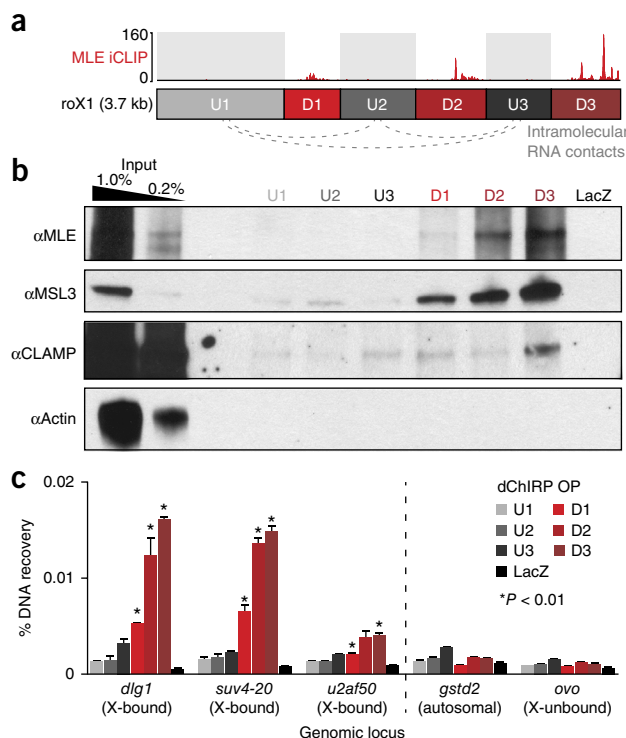 a
160
MLE iCLIP
0
roX1 (3.7 kb) U1 D1 U2 D2 U3 D3
Intramolecular
RNA contacts
b
Input
1.0% 0.2% U1 U2 U3 D1 D2 D3 LacZ
αMLE
αMSL3
αCLAMP
αActin
c
% DNA recovery
0.02
0.01
0
* * *
* * *
* *
dChIRP OP
U1 D1
U2 D2
U3 D3
LacZ
*P < 0.01
dlg1 suv4-20 u2af50 gstd2 ovo
(X-bound) (X-bound) (X-bound) (autosomal) (X-unbound)
Genomic locus